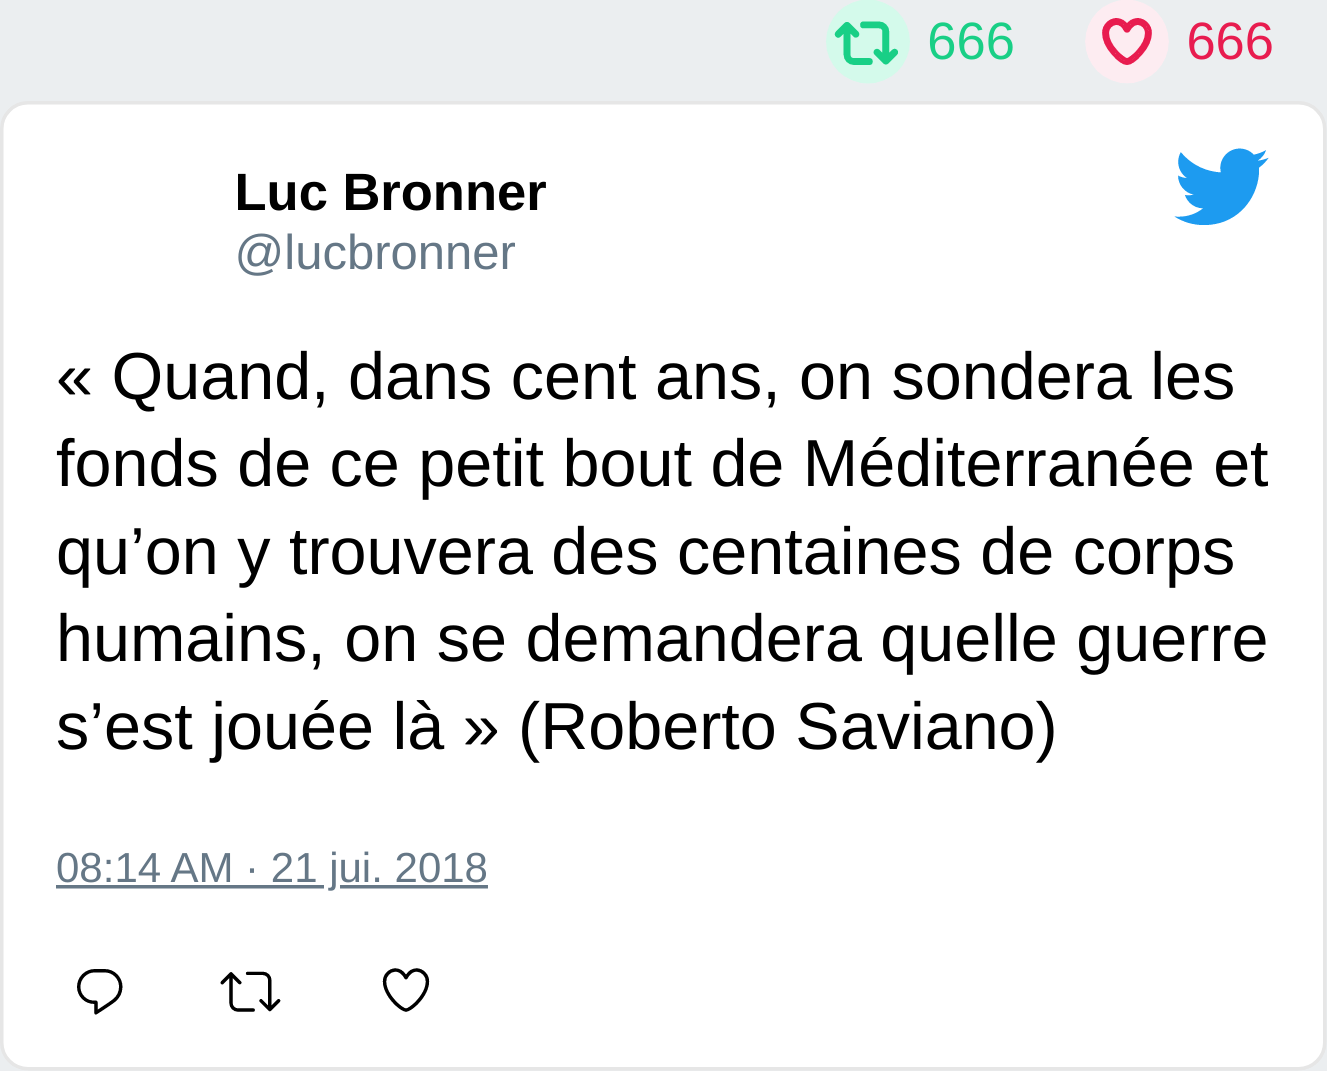 666 666
Luc Bronner
@lucbronner
« Quand, dans cent ans, on sondera les
fonds de ce petit bout de Méditerranée et
qu’on y trouvera des centaines de corps
humains, on se demandera quelle guerre
s’est jouée là » (Roberto Saviano)
08:14 AM · 21 jui. 2018